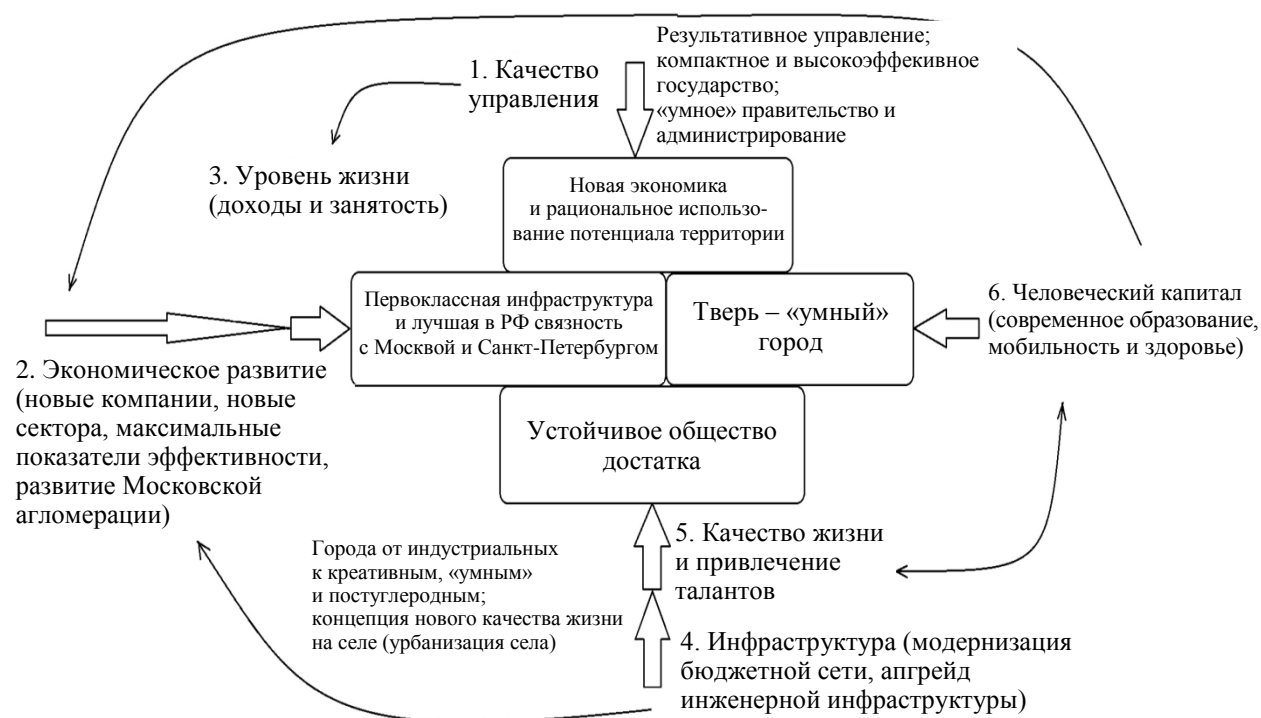 Результативное управление;
компактное и высокоэффекивное
государство;
«умное» правительство и
администрирование
1. Качество
управления
3. Уровень жизни
(доходы и занятость)
Новая экономика
и рациональное использо-
вание потенциала территории
Первоклассная инфраструктура
и лучшая в РФ связность
с Москвой и Санкт-Петербургом
Тверь – «умный»
город
6. Человеческий капитал
(современное образование,
мобильность и здоровье)
2. Экономическое развитие
(новые компании, новые
сектора, максимальные
показатели эффективности,
развитие Московской
агломерации)
Устойчивое общество
достатка
5. Качество жизни
и привлечение
талантов
Города от индустриальных
к креативным, «умным»
и постуглеродным;
концепция нового качества жизни
на селе (урбанизация села)
4. Инфраструктура (модернизация
бюджетной сети, апгрейд
инженерной инфраструктуры)